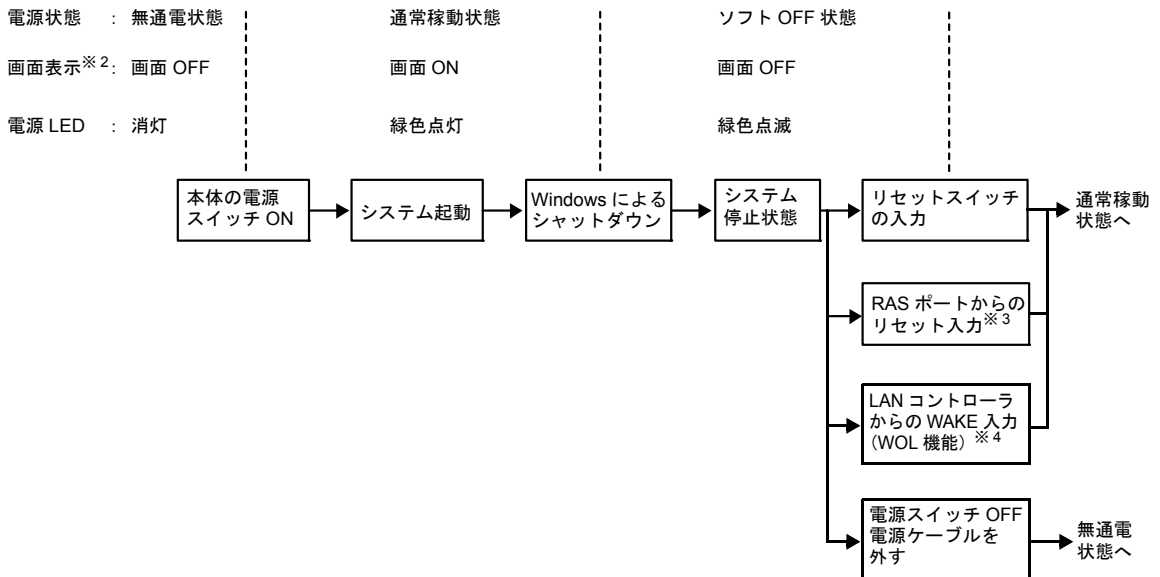 電源状態 : 無通電状態 通常稼動状態 ソフト OFF 状態
画面表示※2: 画面 OFF 画面 ON 画面 OFF
電源 LED : 消灯 緑色点灯 緑色点滅
本体の電源
スイッチ ON
システム起動
Windows による
シャットダウン
システム
停止状態
リセットスイッチ
の入力
通常稼動
状態へ
RAS ポートからの
リセット入力※3
LAN コントローラ
からの WAKE 入力
(WOL 機能)※4
電源スイッチ OFF
電源ケーブルを
外す
無通電
状態へ